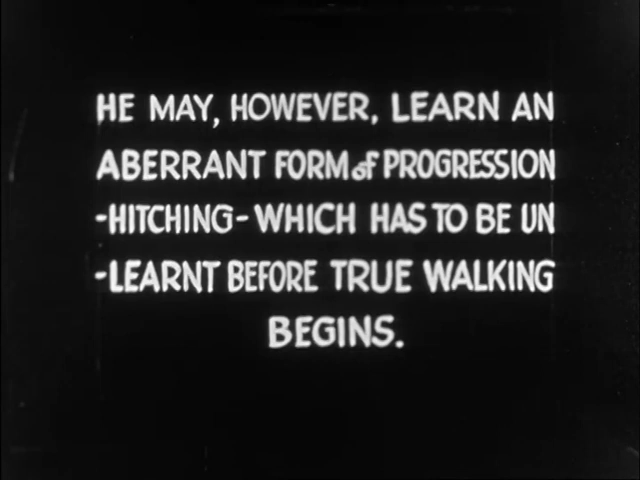 HE MAY, HOWEVER, LEARN AN
ABERRANT FORM of PROGRESSION
-HITCHING- WHICH HAS TO BE UN
-LEARNT BEFORE TRUE WALKING
BEGINS.